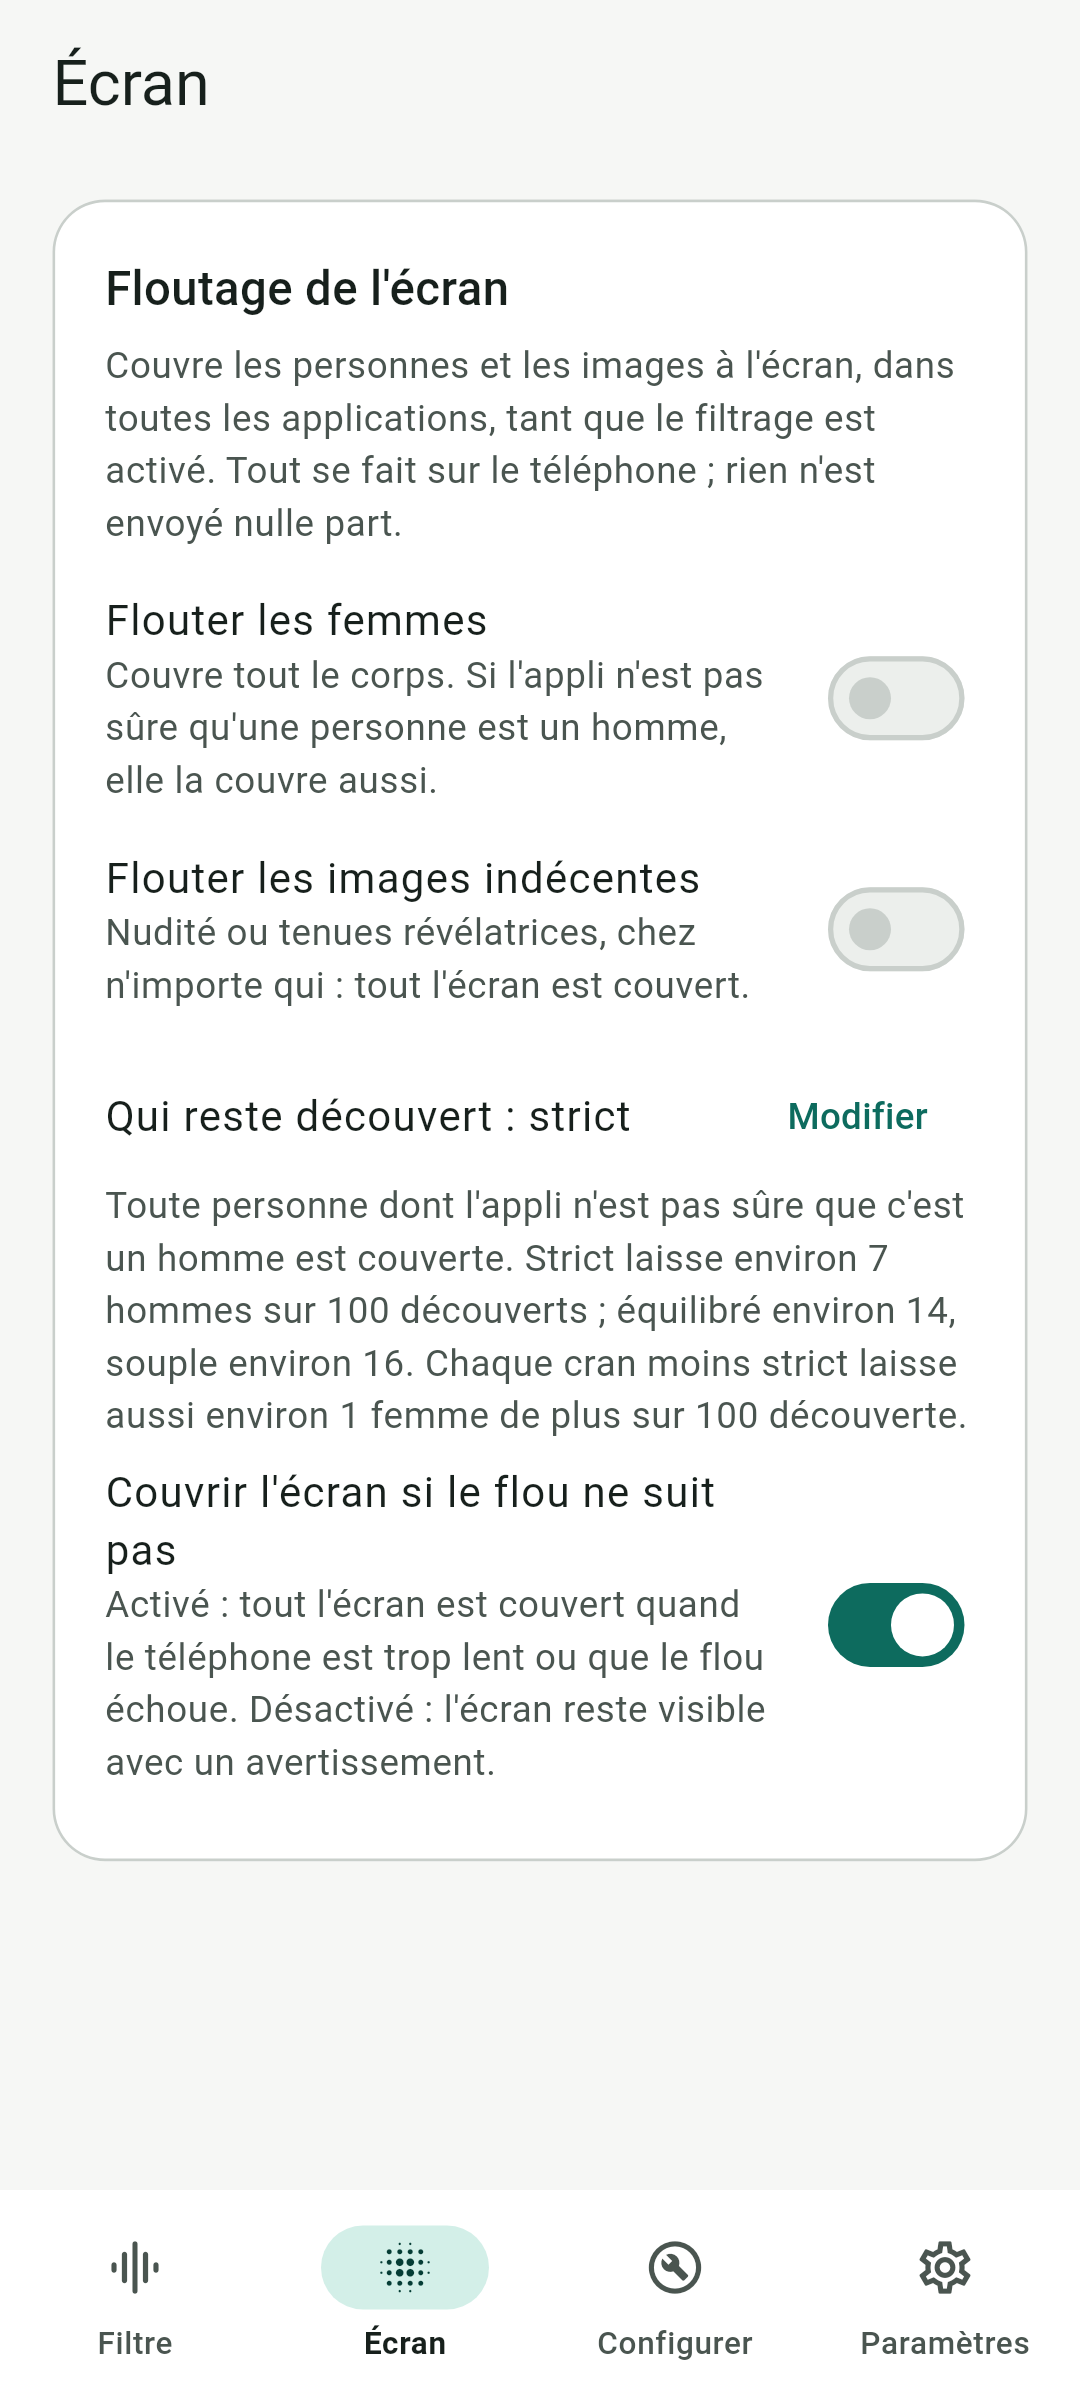 Écran
Floutage de l'écran
Couvre les personnes et les images à l'écran, dans
toutes les applications, tant que le filtrage est
activé. Tout se fait sur le téléphone ; rien n'est
envoyé nulle part.
Flouter les femmes
Couvre tout le corps. Si l'appli n'est pas
sûre qu'une personne est un homme,
elle la couvre aussi.
Flouter les images indécentes
Nudité ou tenues révélatrices, chez
n'importe qui : tout l'écran est couvert.
Qui reste découvert : strict
Modifier
Toute personne dont l'appli n'est pas sûre que c'est
un homme est couverte. Strict laisse environ 7
hommes sur 100 découverts ; équilibré environ 14,
souple environ 16. Chaque cran moins strict laisse
aussi environ 1 femme de plus sur 100 découverte.
Couvrir l'écran si le flou ne suit
pas
Activé : tout l'écran est couvert quand
le téléphone est trop lent ou que le flou
échoue. Désactivé : l'écran reste visible
avec un avertissement.
Filtre
Écran
Configurer
Paramètres